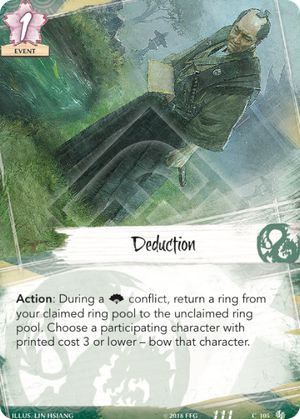 1
EVENT
Deduction
Action: During a conflict, return a ring from
your claimed ring pool to the unclaimed ring
pool. Choose a participating character with
printed cost 3 or lower – bow that character.
ILLUS. LIN HSIANG © 2018 FFG 111 C 105